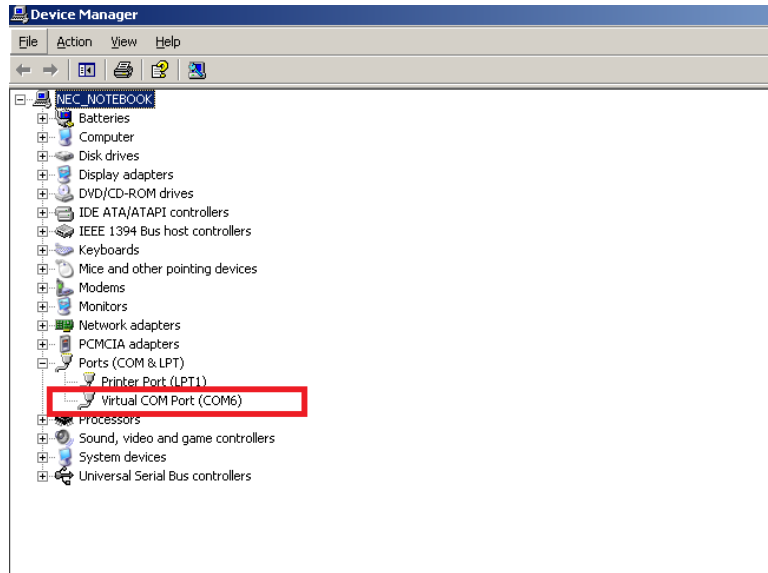 Device Manager
File Action View Help
NEC_NOTEBOOK
Batteries
Computer
Disk drives
Display adapters
DVD/CD-ROM drives
IDE ATA/ATAPI controllers
IEEE 1394 Bus host controllers
Keyboards
Mice and other pointing devices
Modems
Monitors
Network adapters
PCMCIA adapters
Ports (COM & LPT)
Printer Port (LPT1)
Virtual COM Port (COM6)
Processors
Sound, video and game controllers
System devices
Universal Serial Bus controllers